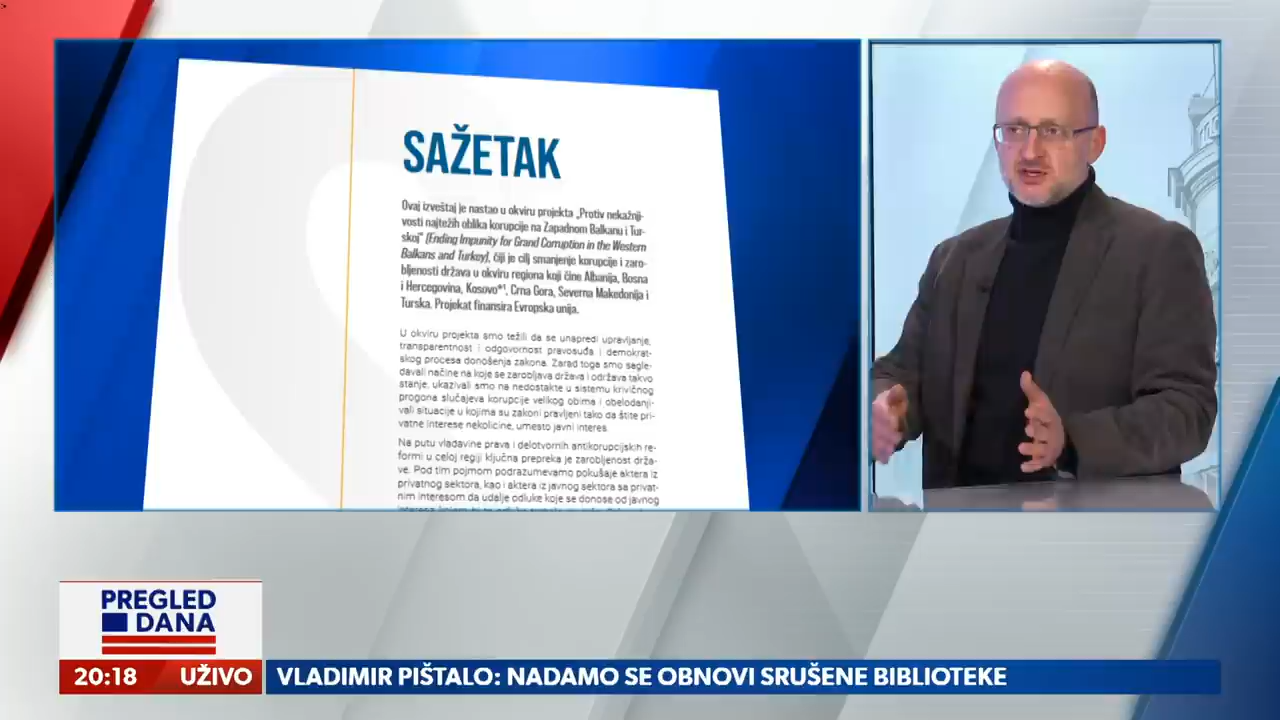 SAŽETAK
Ovaj izveštaj je nastao u okviru projekta „Protiv nekažnji-
vosti najtežih oblika korupcije na Zapadnom Balkanu i Tur-
skoj“ (Ending Impunity for Grand Corruption in the Western
Balkans and Turkey), čiji je cilj smanjenje korupcije i zaro-
bljenosti država u okviru regiona koji čine Albanija, Bosna
i Hercegovina, Kosovo*¹, Crna Gora, Severna Makedonija i
Turska. Projekat finansira Evropska unija.
U okviru projekta smo težili da se unapredi upravljanje,
transparentnost i odgovornost pravosuđa i demokrat-
skog procesa donošenja zakona. Zarad toga smo sagle-
davali načine na koje se zarobljava država i održava takvo
stanje, ukazivali smo na nedostakte u sistemu krivičnog
progona slučajeva korupcije velikog obima i obelodanji-
vali situacije u kojima su zakoni pravljeni tako da štite pri-
vatne interese nekolicine, umesto javni interes.
Na putu vladavine prava i delotvornih antikorupcijskih re-
formi u celoj regiji ključna prepreka je zarobljenost drža-
ve. Pod tim pojmom podrazumevamo pokušaje aktera iz
privatnog sektora, kao i aktera iz javnog sektora sa privat-
nim interesom da udalje odluke koje se donose od javnog
PREGLED
DANA
20:18 UŽIVO
VLADIMIR PIŠTALO: NADAMO SE OBNOVI SRUŠENE BIBLIOTEKE